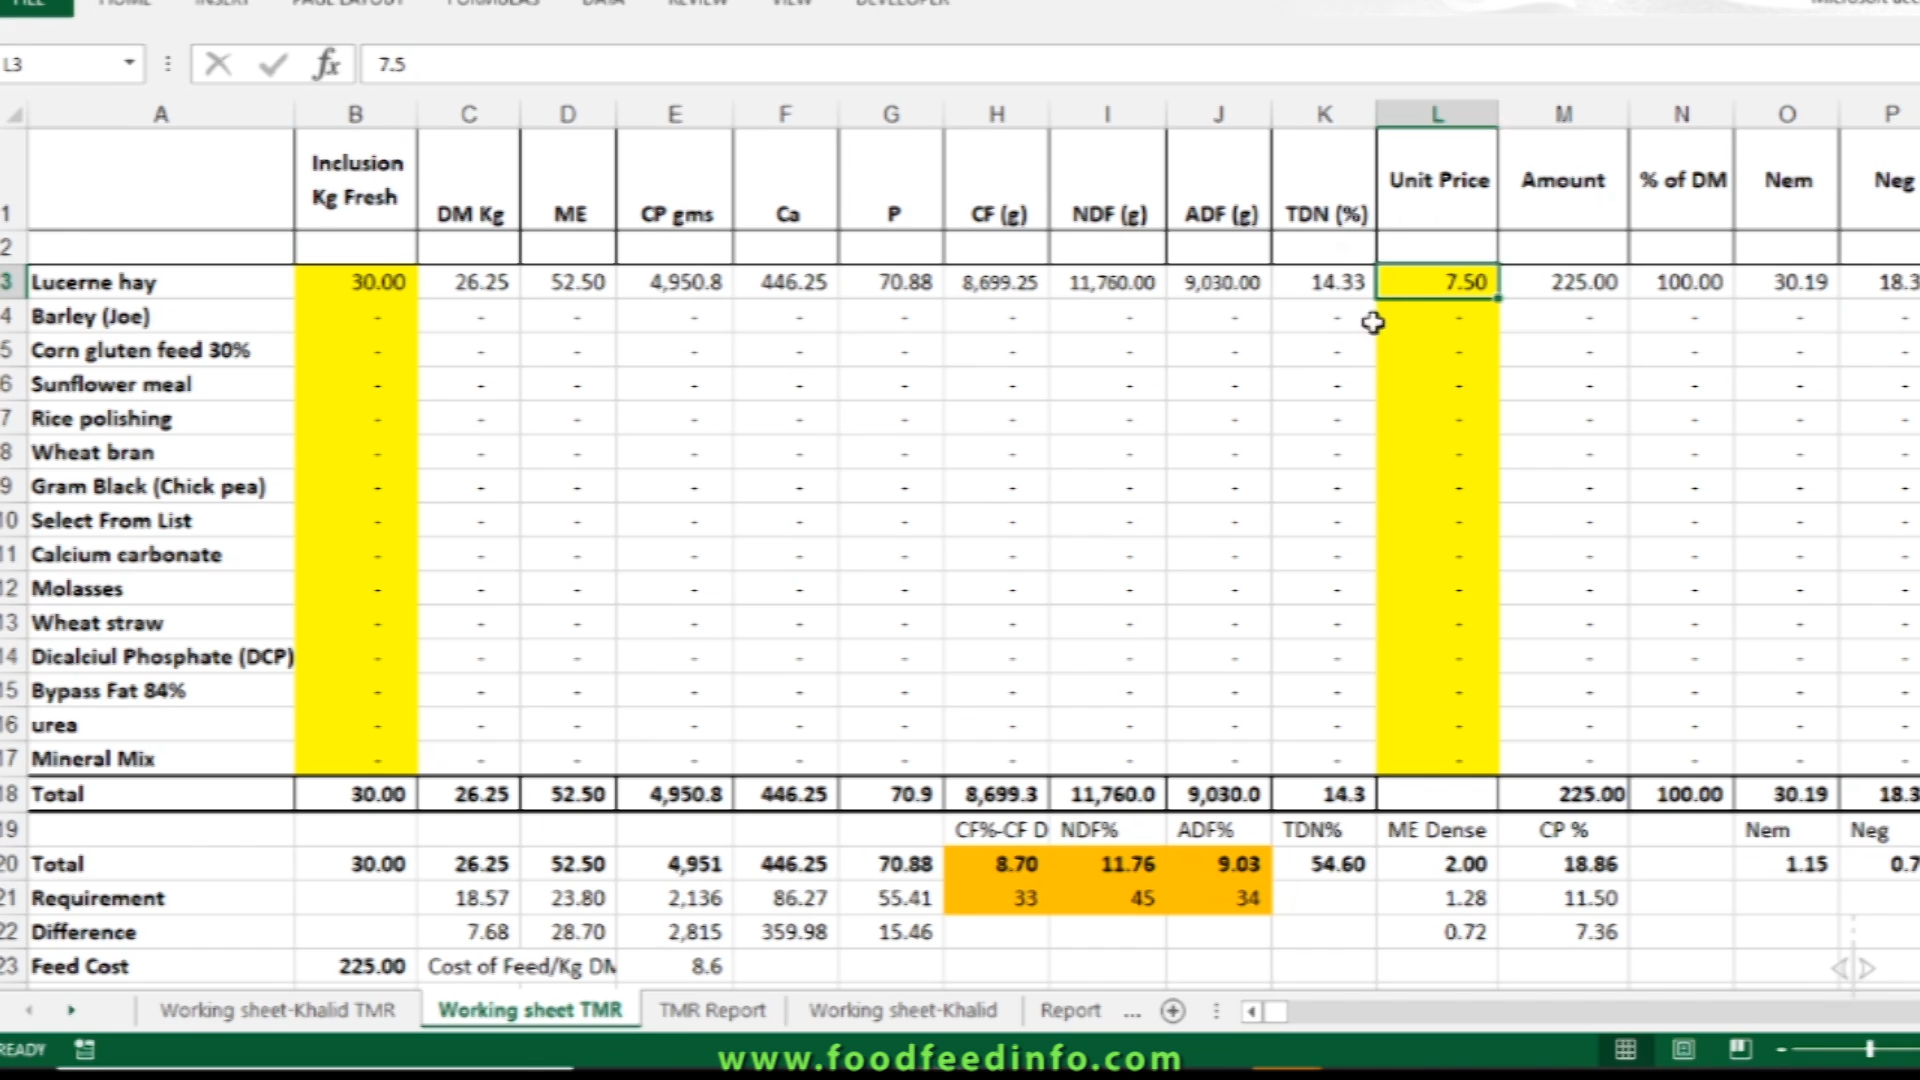 FILE HOME INSERT PAGE LAYOUT FORMULAS DATA REVIEW VIEW DEVELOPER
L3 fx 7.5
A B C D E F G H I J K L M N O P
1 Inclusion Kg Fresh DM Kg ME CP gms Ca P CF (g) NDF (g) ADF (g) TDN (%) Unit Price Amount % of DM Nem Neg
2
3 Lucerne hay 30.00 26.25 52.50 4,950.8 446.25 70.88 8,699.25 11,760.00 9,030.00 14.33 7.50 225.00 100.00 30.19 18.3
4 Barley (Joe) - - - - - - - - - - - - - - -
5 Corn gluten feed 30% - - - - - - - - - - - - - - -
6 Sunflower meal - - - - - - - - - - - - - - -
7 Rice polishing - - - - - - - - - - - - - - -
8 Wheat bran - - - - - - - - - - - - - - -
9 Gram Black (Chick pea) - - - - - - - - - - - - - - -
10 Select From List - - - - - - - - - - - - - - -
11 Calcium carbonate - - - - - - - - - - - - - - -
12 Molasses - - - - - - - - - - - - - - -
13 Wheat straw - - - - - - - - - - - - - - -
14 Dicalciul Phosphate (DCP) - - - - - - - - - - - - - - -
15 Bypass Fat 84% - - - - - - - - - - - - - - -
16 urea - - - - - - - - - - - - - - -
17 Mineral Mix - - - - - - - - - - - - - - -
18 Total 30.00 26.25 52.50 4,950.8 446.25 70.9 8,699.3 11,760.0 9,030.0 14.3 225.00 100.00 30.19 18.3
19 CF%-CF D NDF% ADF% TDN% ME Dense CP % Nem Neg
20 Total 30.00 26.25 52.50 4,951 446.25 70.88 8.70 11.76 9.03 54.60 2.00 18.86 1.15 0.7
21 Requirement 18.57 23.80 2,136 86.27 55.41 33 45 34 1.28 11.50
22 Difference 7.68 28.70 2,815 359.98 15.46 0.72 7.36
23 Feed Cost 225.00 Cost of Feed/Kg DM 8.6
Working sheet-Khalid TMR Working sheet TMR TMR Report Working sheet-Khalid Report ...
READY
www.foodfeedinfo.com